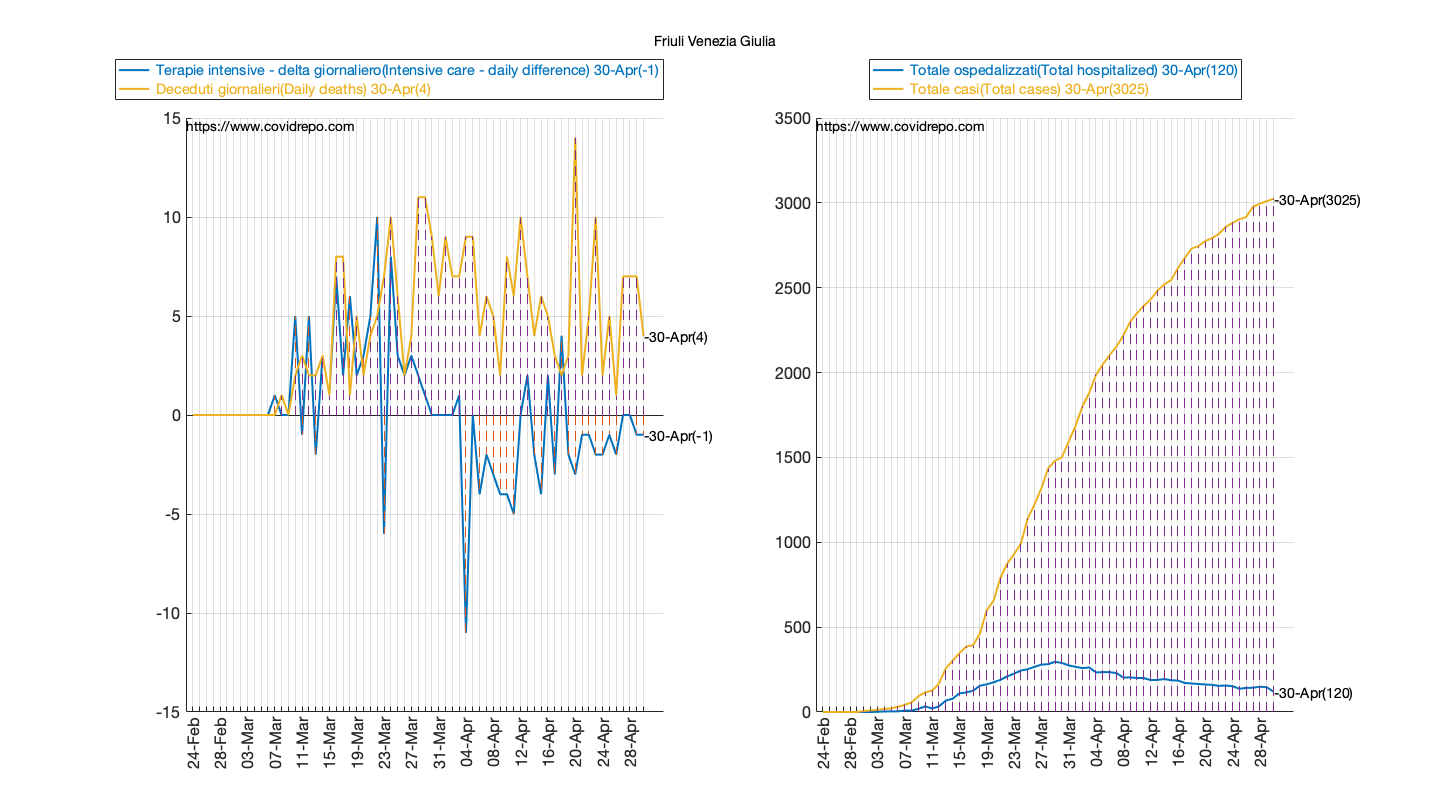 Friuli Venezia Giulia
Terapie intensive - delta giornaliero(Intensive care - daily difference) 30-Apr(-1)
Deceduti giornalieri(Daily deaths) 30-Apr(4)
15
https://www.covidrepo.com
10
5
-30-Apr(4)
0
-30-Apr(-1)
-5
-10
-15
24-Feb
28-Feb
03-Mar
07-Mar
11-Mar
15-Mar
19-Mar
23-Mar
27-Mar
31-Mar
04-Apr
08-Apr
12-Apr
16-Apr
20-Apr
24-Apr
28-Apr
Totale ospedalizzati(Total hospitalized) 30-Apr(120)
Totale casi(Total cases) 30-Apr(3025)
3500
https://www.covidrepo.com
3000
-30-Apr(3025)
2500
2000
1500
1000
500
-30-Apr(120)
0
24-Feb
28-Feb
03-Mar
07-Mar
11-Mar
15-Mar
19-Mar
23-Mar
27-Mar
31-Mar
04-Apr
08-Apr
12-Apr
16-Apr
20-Apr
24-Apr
28-Apr